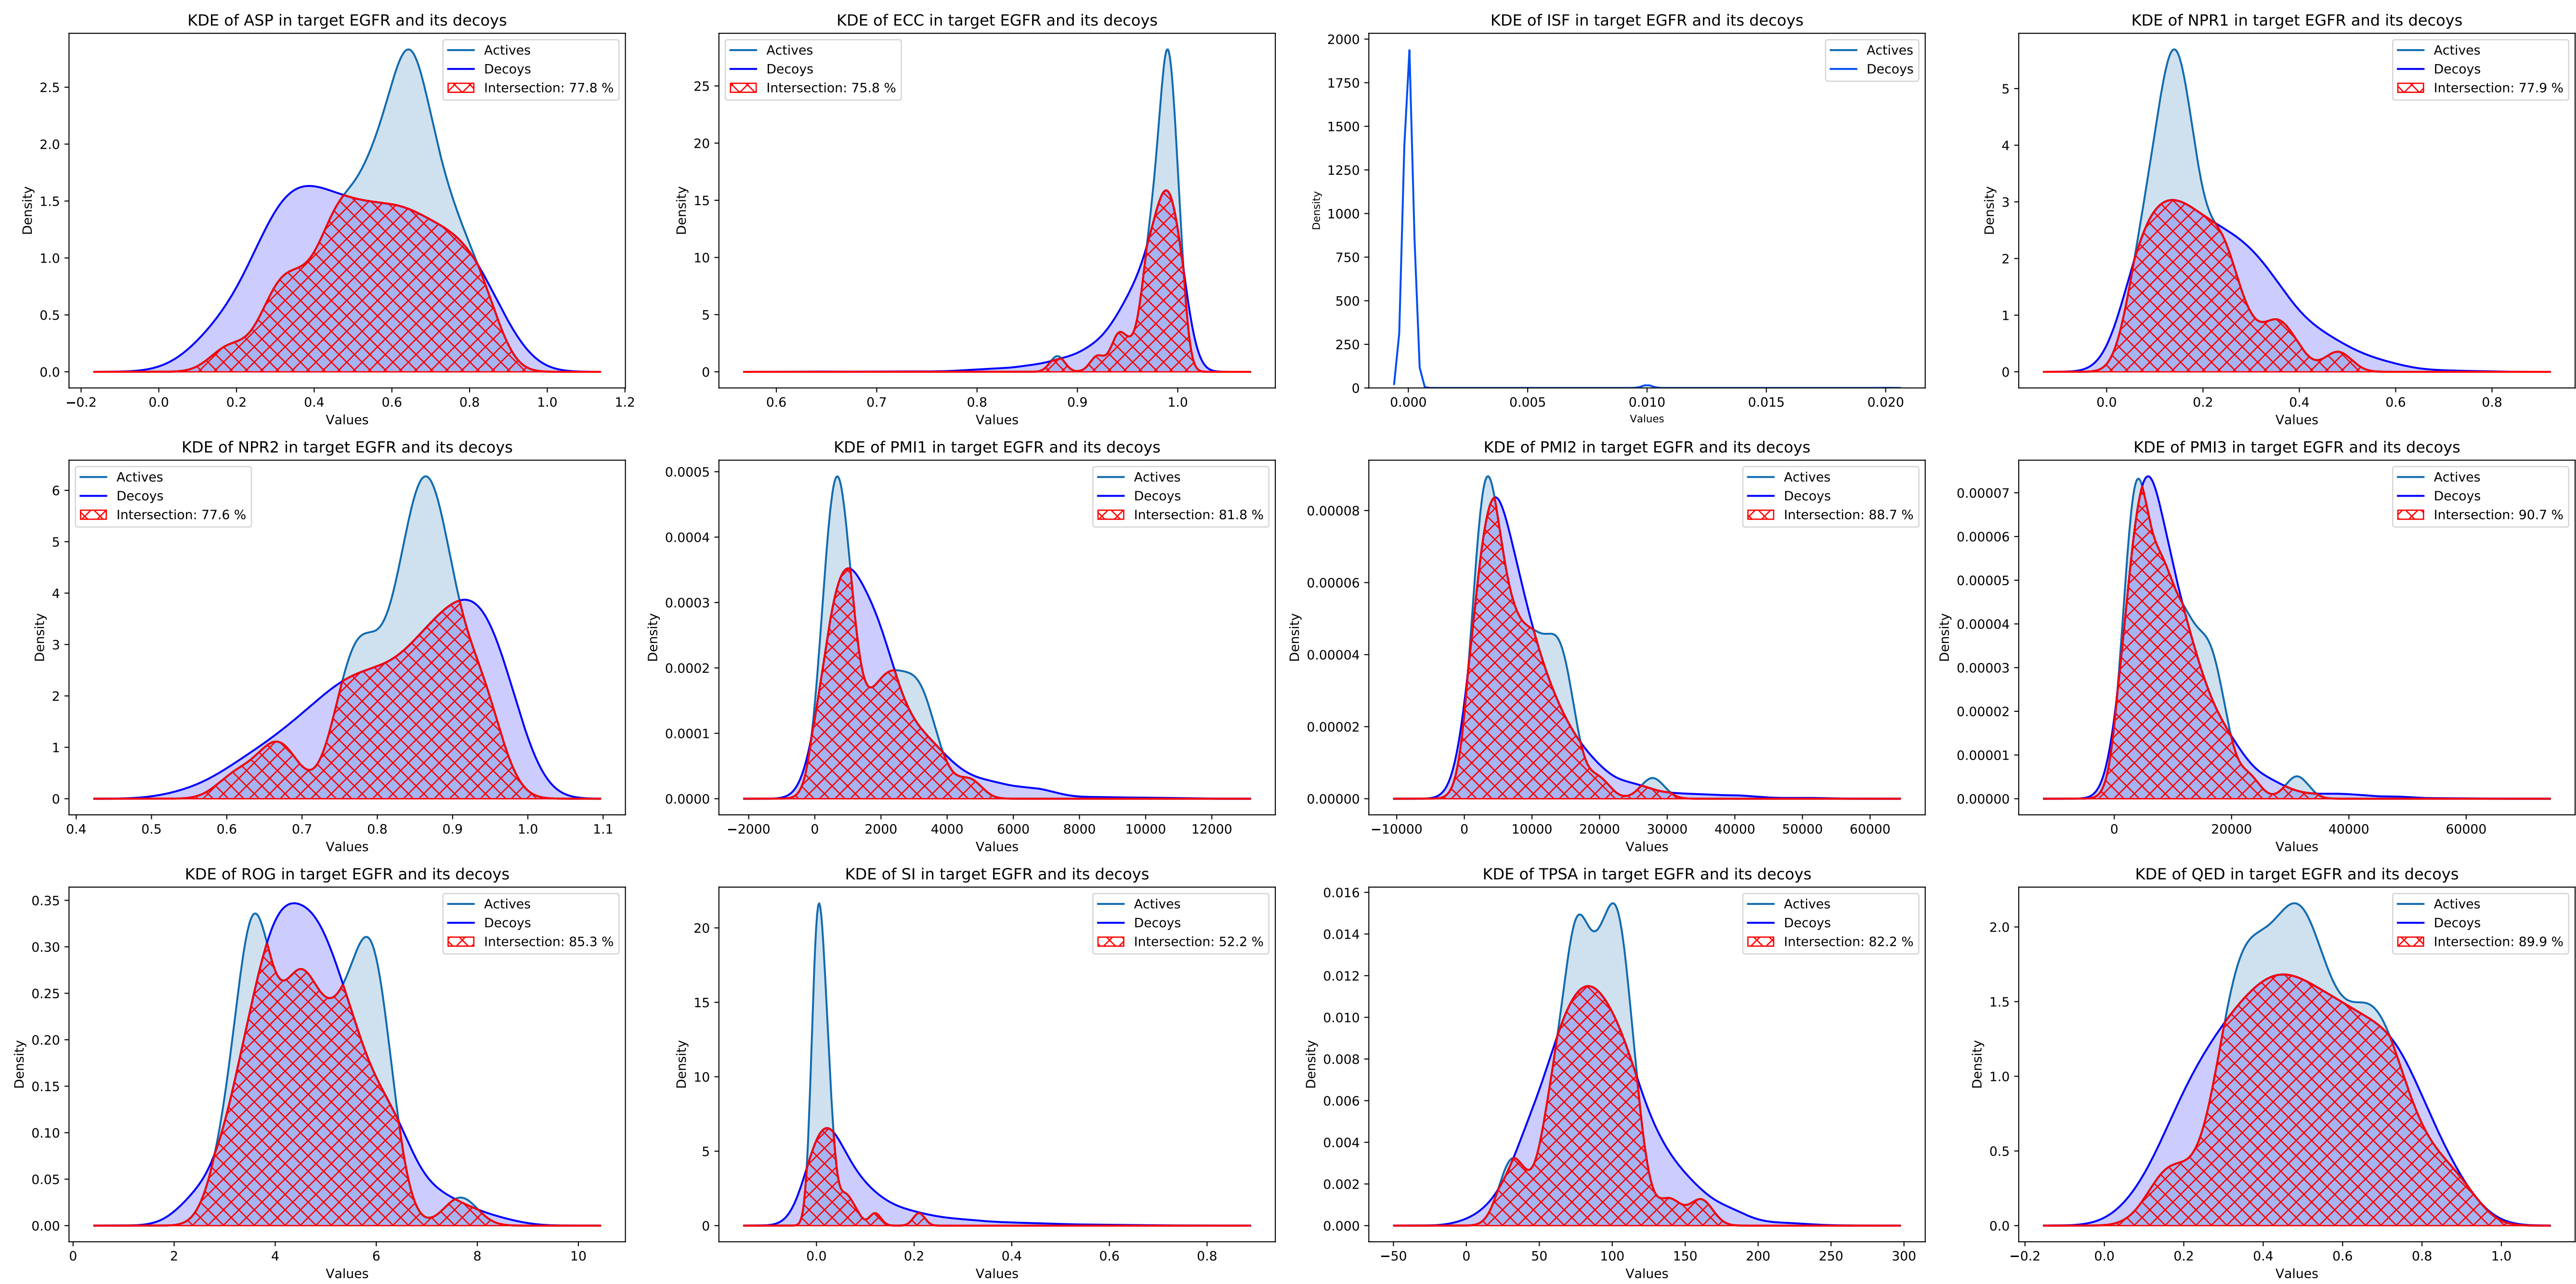 KDE of ASP in target EGFR and its decoys
Actives
Decoys
Intersection: 77.8 %
Density
2.5
2.0
1.5
1.0
0.5
0.0
−0.2 0.0 0.2 0.4 0.6 0.8 1.0 1.2
Values
KDE of ECC in target EGFR and its decoys
Actives
Decoys
Intersection: 75.8 %
Density
25
20
15
10
5
0
0.6 0.7 0.8 0.9 1.0
Values
KDE of ISF in target EGFR and its decoys
Actives
Decoys
Density
2000
1750
1500
1250
1000
750
500
250
0
0.000 0.005 0.010 0.015 0.020
Values
KDE of NPR1 in target EGFR and its decoys
Actives
Decoys
Intersection: 77.9 %
Density
5
4
3
2
1
0
0.0 0.2 0.4 0.6 0.8
Values
KDE of NPR2 in target EGFR and its decoys
Actives
Decoys
Intersection: 77.6 %
Density
6
5
4
3
2
1
0
0.4 0.5 0.6 0.7 0.8 0.9 1.0 1.1
Values
KDE of PMI1 in target EGFR and its decoys
Actives
Decoys
Intersection: 81.8 %
Density
0.0005
0.0004
0.0003
0.0002
0.0001
0.0000
−2000 0 2000 4000 6000 8000 10000 12000
Values
KDE of PMI2 in target EGFR and its decoys
Actives
Decoys
Intersection: 88.7 %
Density
0.00008
0.00006
0.00004
0.00002
0.00000
−10000 0 10000 20000 30000 40000 50000 60000
Values
KDE of PMI3 in target EGFR and its decoys
Actives
Decoys
Intersection: 90.7 %
Density
0.00007
0.00006
0.00005
0.00004
0.00003
0.00002
0.00001
0.00000
0 20000 40000 60000
Values
KDE of ROG in target EGFR and its decoys
Actives
Decoys
Intersection: 85.3 %
Density
0.35
0.30
0.25
0.20
0.15
0.10
0.05
0.00
0 2 4 6 8 10
Values
KDE of SI in target EGFR and its decoys
Actives
Decoys
Intersection: 52.2 %
Density
20
15
10
5
0
0.0 0.2 0.4 0.6 0.8
Values
KDE of TPSA in target EGFR and its decoys
Actives
Decoys
Intersection: 82.2 %
Density
0.016
0.014
0.012
0.010
0.008
0.006
0.004
0.002
0.000
−50 0 50 100 150 200 250 300
Values
KDE of QED in target EGFR and its decoys
Actives
Decoys
Intersection: 89.9 %
Density
2.0
1.5
1.0
0.5
0.0
−0.2 0.0 0.2 0.4 0.6 0.8 1.0
Values